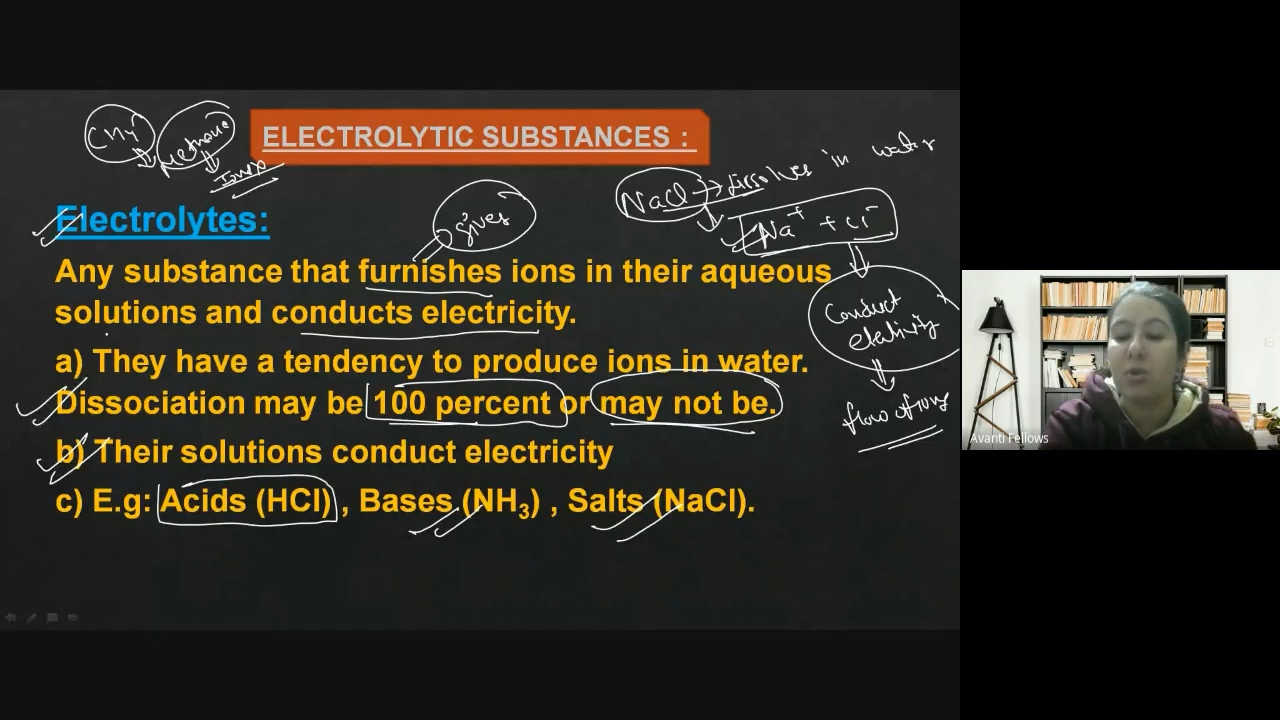 CH4 Methane
Ions
ELECTROLYTIC SUBSTANCES :
NaCl → Dissolves in water
Na⁺ + Cl⁻
Electrolytes:
gives
Any substance that furnishes ions in their aqueous
solutions and conducts electricity.
Conduct
a) They have a tendency to produce ions in water.
Dissociation may be 100 percent or may not be.
flow of ions
b) Their solutions conduct electricity
c) E.g: Acids (HCl) , Bases (NH₃) , Salts (NaCl).
Avanti Fellows